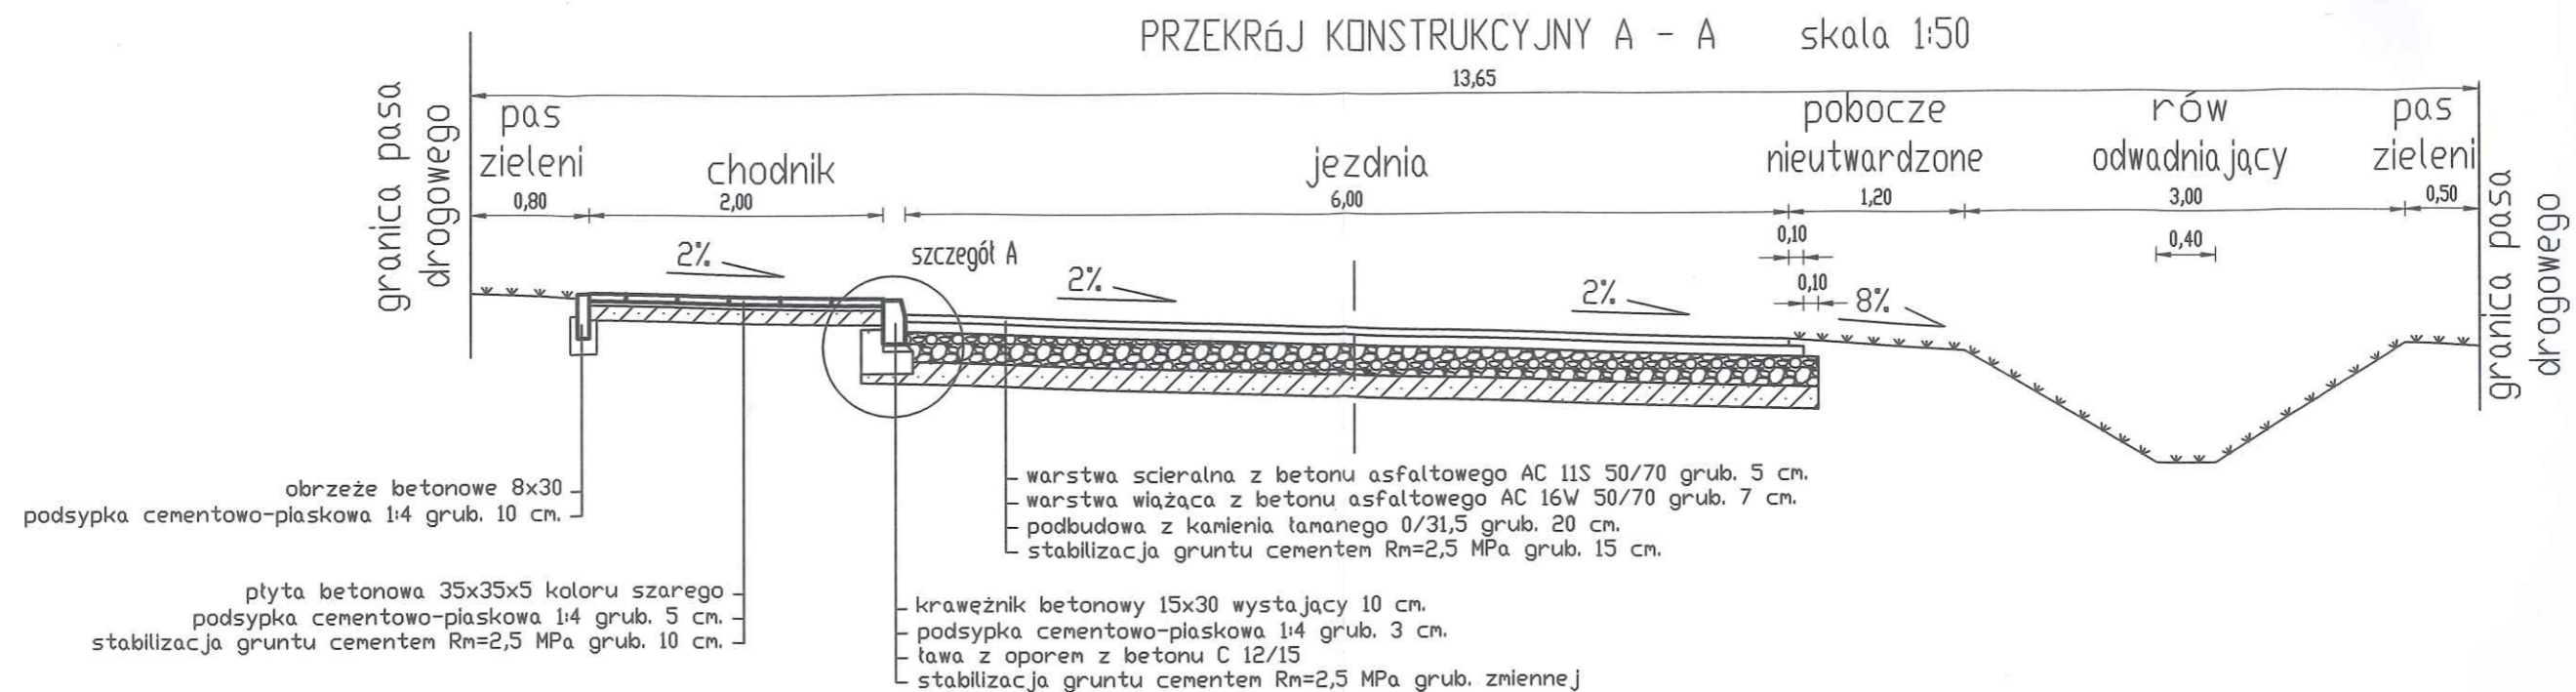 PRZEKRóJ KONSTRUKCYJNY A - A skala 1:50
13,65
granica pasa
drogowego
pas
zieleni
0,80
chodnik
2,00
jezdnia
6,00
pobocze
nieutwardzone
1,20
rów
odwadniający
3,00
pas
zieleni
0,50
granica pasa
drogowego
0,10
0,10
0,40
2%
szczegół A
2%
2%
8%
obrzeże betonowe 8x30
podsypka cementowo-piaskowa 1:4 grub. 10 cm.
płyta betonowa 35x35x5 koloru szarego
podsypka cementowo-piaskowa 1:4 grub. 5 cm.
stabilizacja gruntu cementem Rm=2,5 MPa grub. 10 cm.
warstwa scieralna z betonu asfaltowego AC 11S 50/70 grub. 5 cm.
warstwa wiążąca z betonu asfaltowego AC 16W 50/70 grub. 7 cm.
podbudowa z kamienia łamanego 0/31,5 grub. 20 cm.
stabilizacja gruntu cementem Rm=2,5 MPa grub. 15 cm.
krawężnik betonowy 15x30 wystający 10 cm.
podsypka cementowo-piaskowa 1:4 grub. 3 cm.
ława z oporem z betonu C 12/15
stabilizacja gruntu cementem Rm=2,5 MPa grub. zmiennej